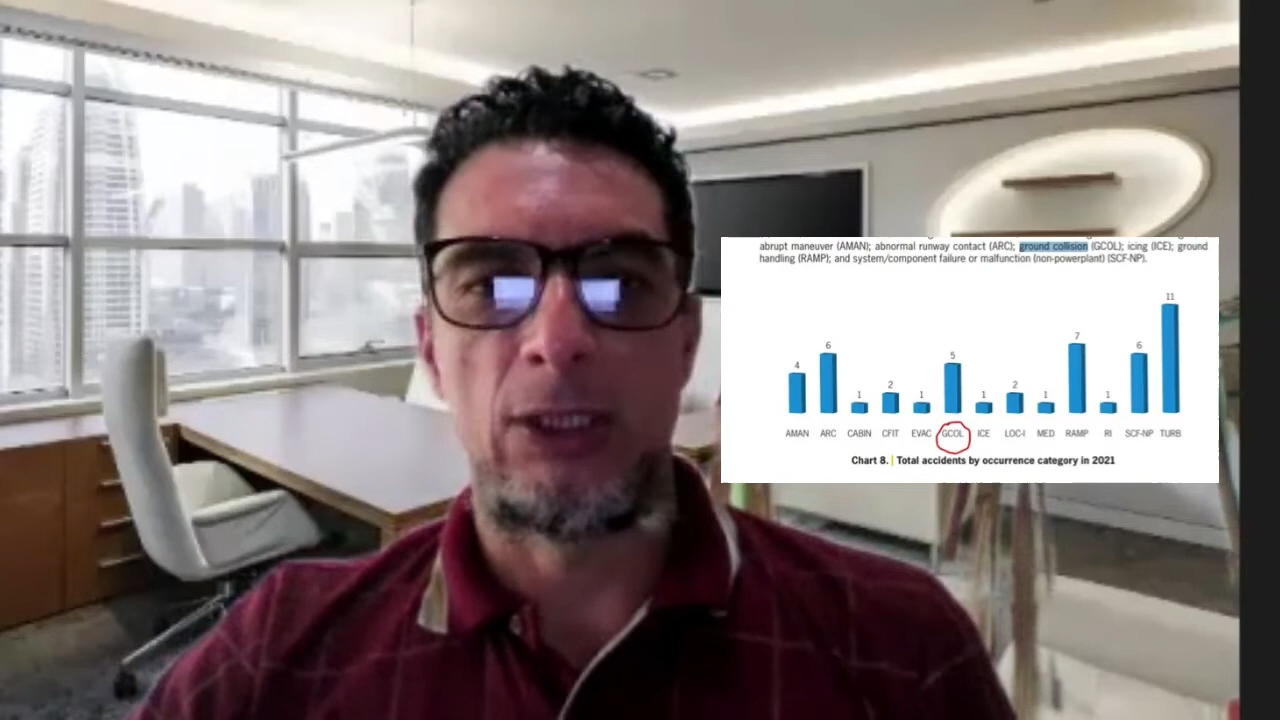 abrupt maneuver (AMAN); abnormal runway contact (ARC); ground collision (GCOL); icing (ICE); ground
handling (RAMP); and system/component failure or malfunction (non-powerplant) (SCF-NP).
4 6 1 2 1 5 1 2 1 7 1 6 11
AMAN ARC CABIN CFIT EVAC GCOL ICE LOC-I MED RAMP RI SCF-NP TURB
Chart 8. | Total accidents by occurrence category in 2021